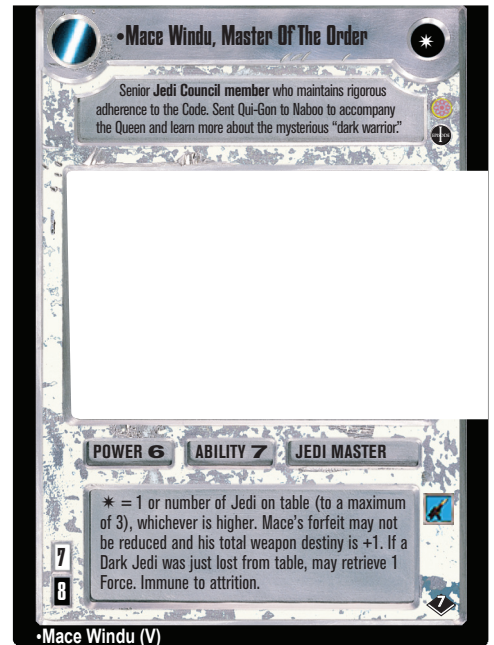 •Mace Windu, Master Of The Order
Senior Jedi Council member who maintains rigorous
adherence to the Code. Sent Qui-Gon to Naboo to accompany
the Queen and learn more about the mysterious “dark warrior.”
EPISODE
1
POWER 6 ABILITY 7 JEDI MASTER
✷ = 1 or number of Jedi on table (to a maximum
of 3), whichever is higher. Mace's forfeit may not
be reduced and his total weapon destiny is +1. If a
Dark Jedi was just lost from table, may retrieve 1
Force. Immune to attrition.
7
8
7
•Mace Windu (V)